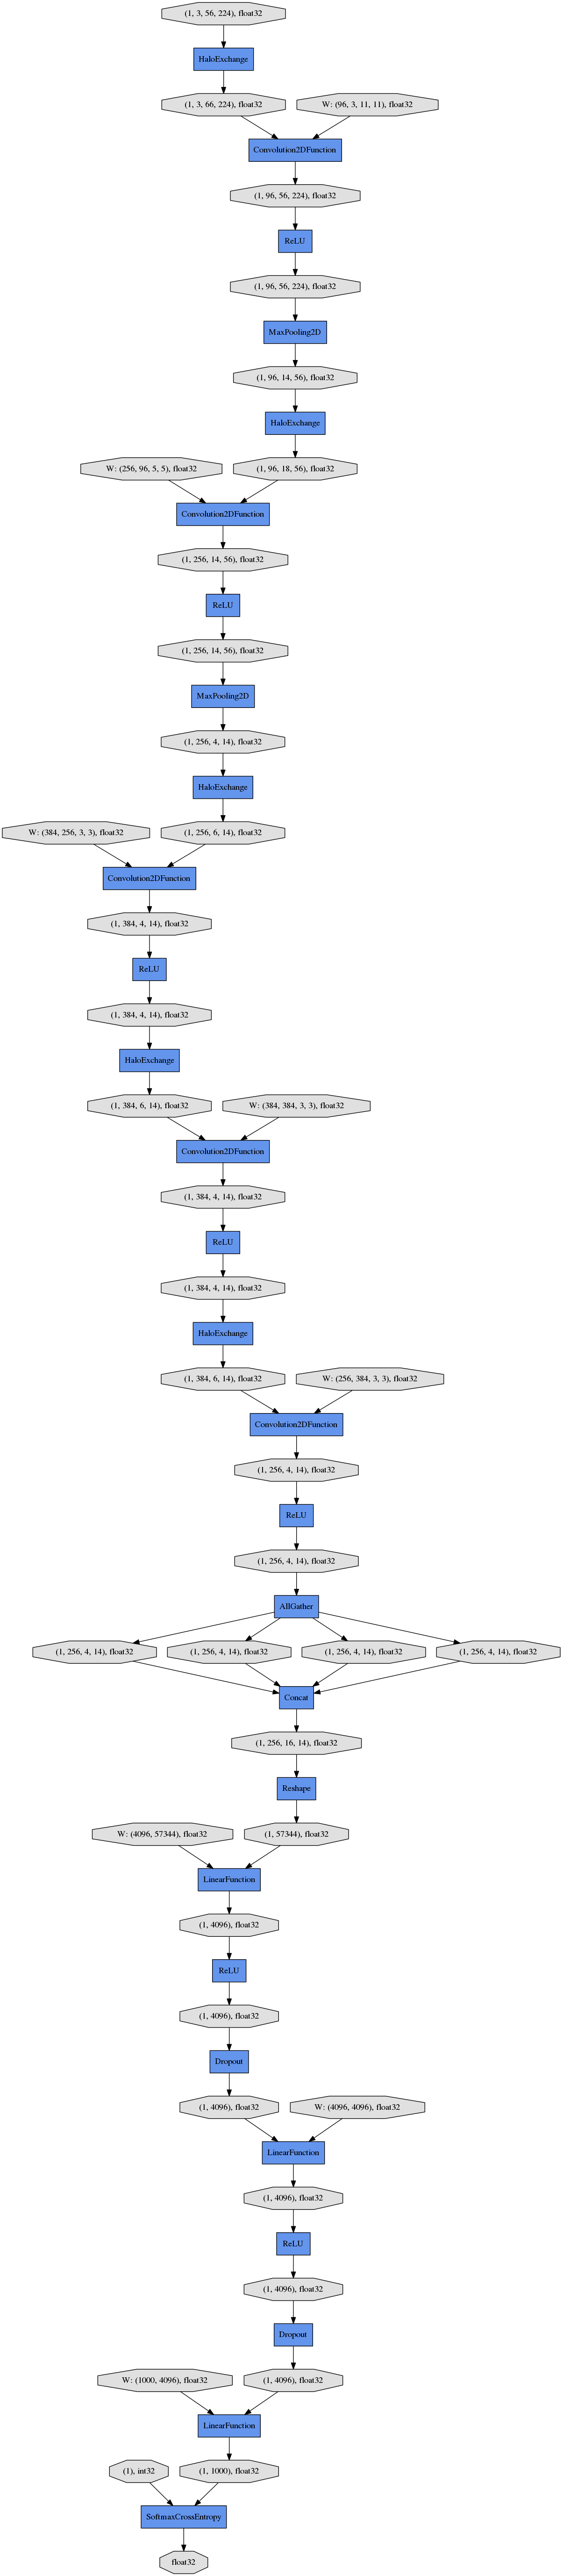 (1, 3, 56, 224), float32
HaloExchange
(1, 3, 66, 224), float32
W: (96, 3, 11, 11), float32
Convolution2DFunction
(1, 96, 56, 224), float32
ReLU
(1, 96, 56, 224), float32
MaxPooling2D
(1, 96, 14, 56), float32
HaloExchange
W: (256, 96, 5, 5), float32
(1, 96, 18, 56), float32
Convolution2DFunction
(1, 256, 14, 56), float32
ReLU
(1, 256, 14, 56), float32
MaxPooling2D
(1, 256, 4, 14), float32
HaloExchange
W: (384, 256, 3, 3), float32
(1, 256, 6, 14), float32
Convolution2DFunction
(1, 384, 4, 14), float32
ReLU
(1, 384, 4, 14), float32
HaloExchange
(1, 384, 6, 14), float32
W: (384, 384, 3, 3), float32
Convolution2DFunction
(1, 384, 4, 14), float32
ReLU
(1, 384, 4, 14), float32
HaloExchange
(1, 384, 6, 14), float32
W: (256, 384, 3, 3), float32
Convolution2DFunction
(1, 256, 4, 14), float32
ReLU
(1, 256, 4, 14), float32
AllGather
(1, 256, 4, 14), float32
(1, 256, 4, 14), float32
(1, 256, 4, 14), float32
(1, 256, 4, 14), float32
Concat
(1, 256, 16, 14), float32
Reshape
W: (4096, 57344), float32
(1, 57344), float32
LinearFunction
(1, 4096), float32
ReLU
(1, 4096), float32
Dropout
(1, 4096), float32
W: (4096, 4096), float32
LinearFunction
(1, 4096), float32
ReLU
(1, 4096), float32
Dropout
W: (1000, 4096), float32
(1, 4096), float32
LinearFunction
(1), int32
(1, 1000), float32
SoftmaxCrossEntropy
float32